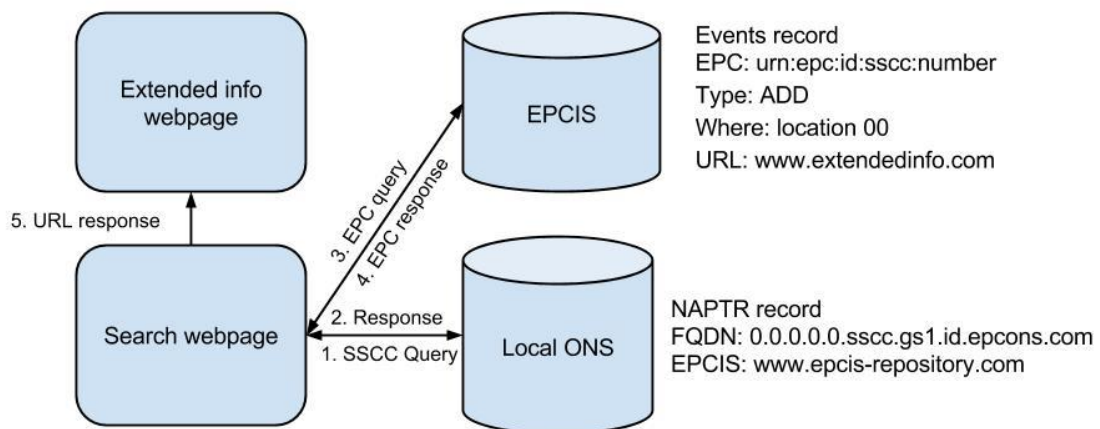 Extended info
webpage
EPCIS
Events record
EPC: urn:epc:id:sscc:number
Type: ADD
Where: location 00
URL: www.extendedinfo.com
5. URL response
3. EPC query
4. EPC response
Search webpage
2. Response
1. SSCC Query
Local ONS
NAPTR record
FQDN: 0.0.0.0.0.sscc.gs1.id.epcons.com
EPCIS: www.epcis-repository.com